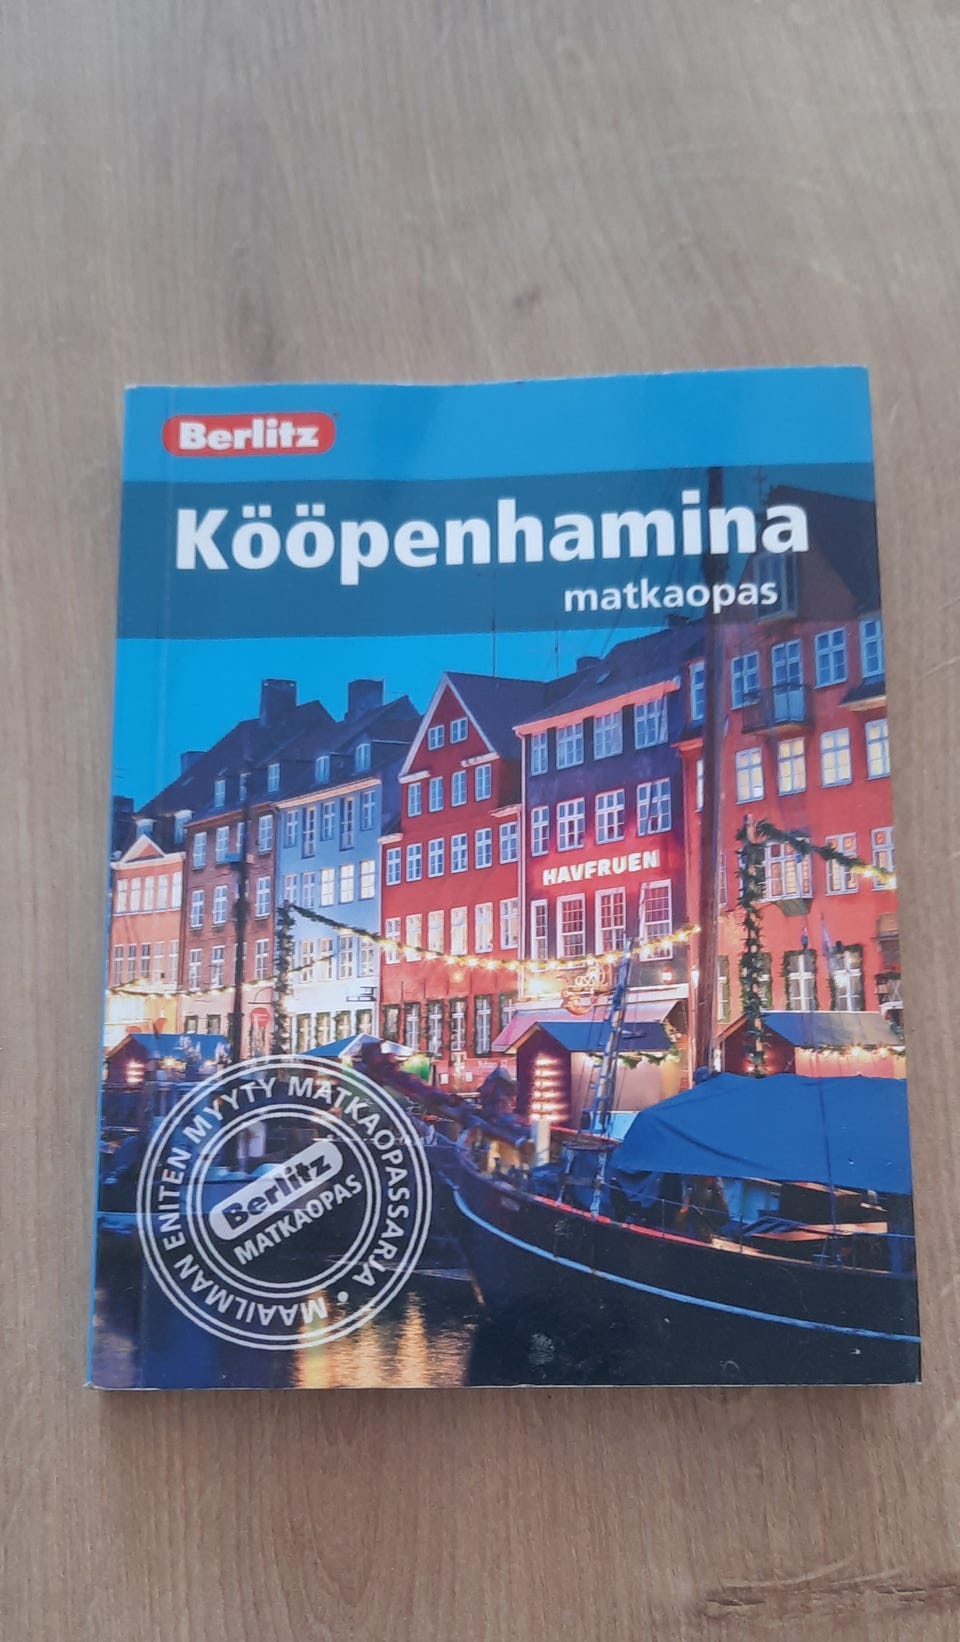 Berlitz
Kööpenhamina
matkaopas
HAVFRUEN
MAAILMAN ENITEN MYYTY MATKAOPASSARJA •
Berlitz
MATKAOPAS